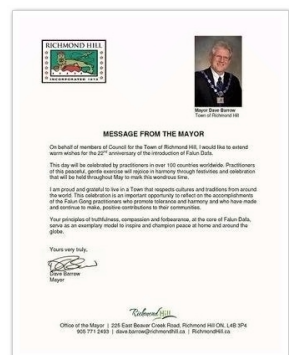 RICHMOND HILL
INCORPORATED 1873
Mayor Dave Barrow
Town of Richmond Hill
MESSAGE FROM THE MAYOR
On behalf of members of Council for the Town of Richmond Hill, I would like to extend
best wishes for the 22nd anniversary of the introduction of Falun Dafa.
This day will be celebrated by practitioners in over 100 countries worldwide. Practitioners
of this peaceful, gentle exercise will rejoice in harmony through festivities and celebration
that will be held throughout May to mark this wondrous time.
I am proud and grateful to live in a Town that respects cultures and traditions from around
the world. This celebration is an important opportunity to reflect on the accomplishments
of the Falun Gong practitioners who promote tolerance and harmony and who have made
and continue to make, positive contributions to their communities.
Your principles of truthfulness, compassion and forbearance, at the core of Falun Dafa,
serve as an exemplary model to inspire and champion peace at home and around the
globe.
Yours very truly,
Dave Barrow
Mayor
Richmond Hill
Office of the Mayor | 225 East Beaver Creek Road, Richmond Hill ON, L4B 3P4
905 771 2493 | dave.barrow@richmondhill.ca | RichmondHill.ca